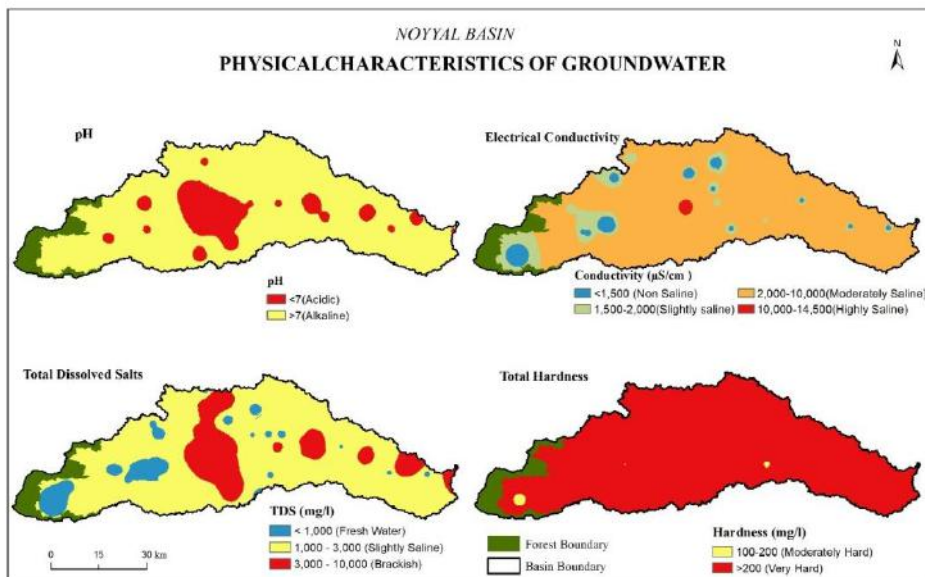 NOYYAL BASIN
PHYSICALCHARACTERISTICS OF GROUNDWATER
N
pH
pH
<7(Acidic)
>7(Alkaline)
Electrical Conductivity
Conductivity (µS/cm )
<1,500 (Non Saline)
2,000-10,000(Moderately Saline)
1,500-2,000(Slightly saline)
10,000-14,500(Highly Saline)
Total Dissolved Salts
TDS (mg/l)
< 1,000 (Fresh Water)
1,000 - 3,000 (Slightly Saline)
3,000 - 10,000 (Brackish)
0 15 30 km
Total Hardness
Forest Boundary
Basin Boundary
Hardness (mg/l)
100-200 (Moderately Hard)
>200 (Very Hard)